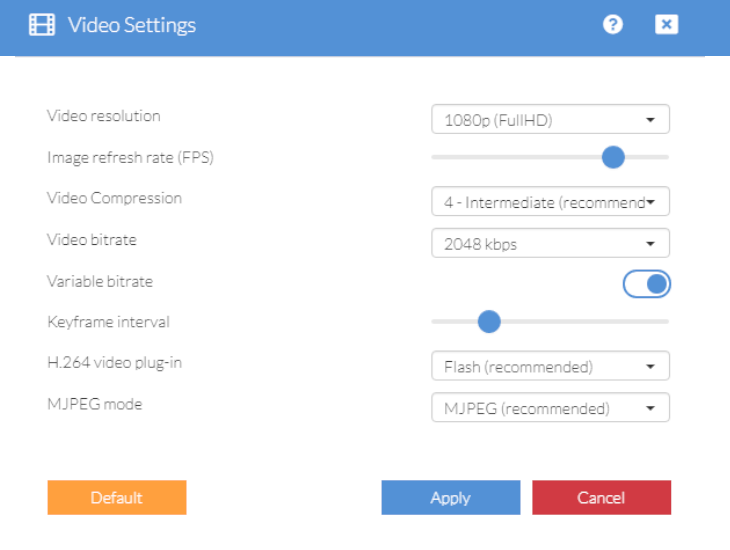 Video Settings
Video resolution
1080p (FullHD)
Image refresh rate (FPS)
Video Compression
4 - Intermediate (recommend
Video bitrate
2048 kbps
Variable bitrate
Keyframe interval
H.264 video plug-in
Flash (recommended)
MJPEG mode
MJPEG (recommended)
Default
Apply
Cancel